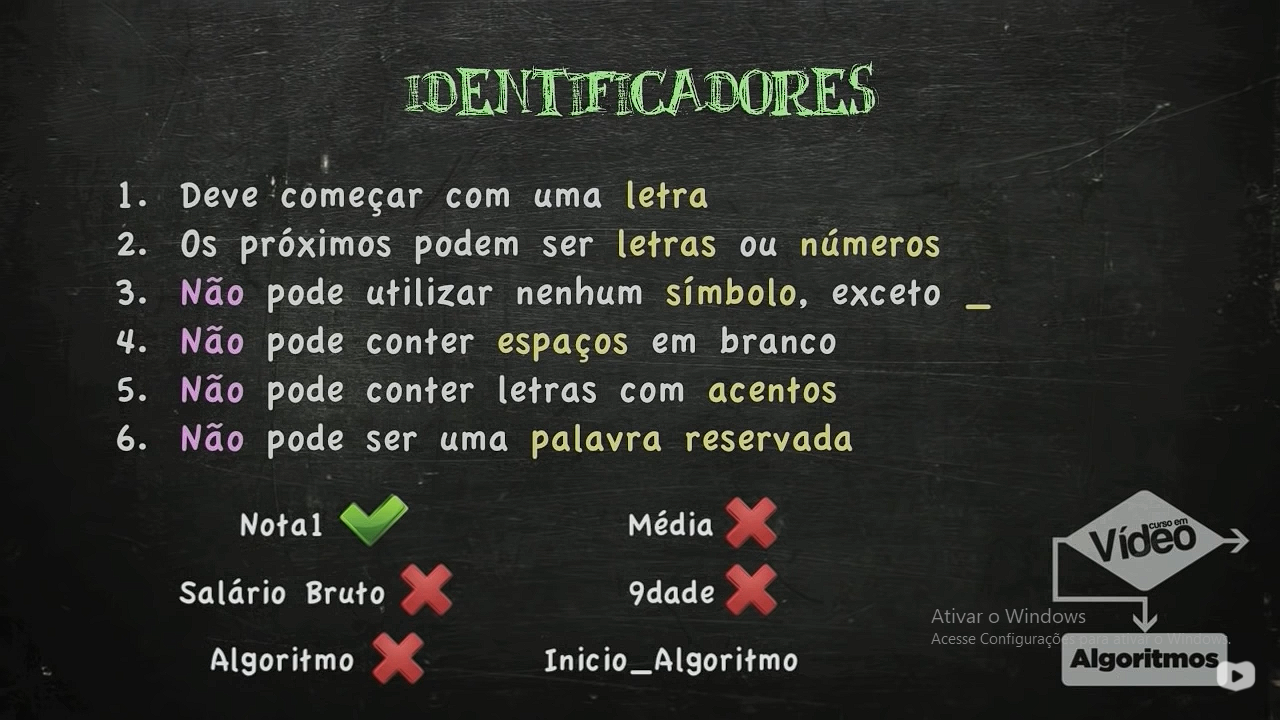 IDENTIFICADORES
1. Deve começar com uma letra
2. Os próximos podem ser letras ou números
3. Não pode utilizar nenhum símbolo, exceto _
4. Não pode conter espaços em branco
5. Não pode conter letras com acentos
6. Não pode ser uma palavra reservada
Nota1 Média
Salário Bruto 9dade
Algoritmo Inicio_Algoritmo
curso em
Vídeo
Algoritmos
Ativar o Windows
Acesse Configurações para ativar o Windows.